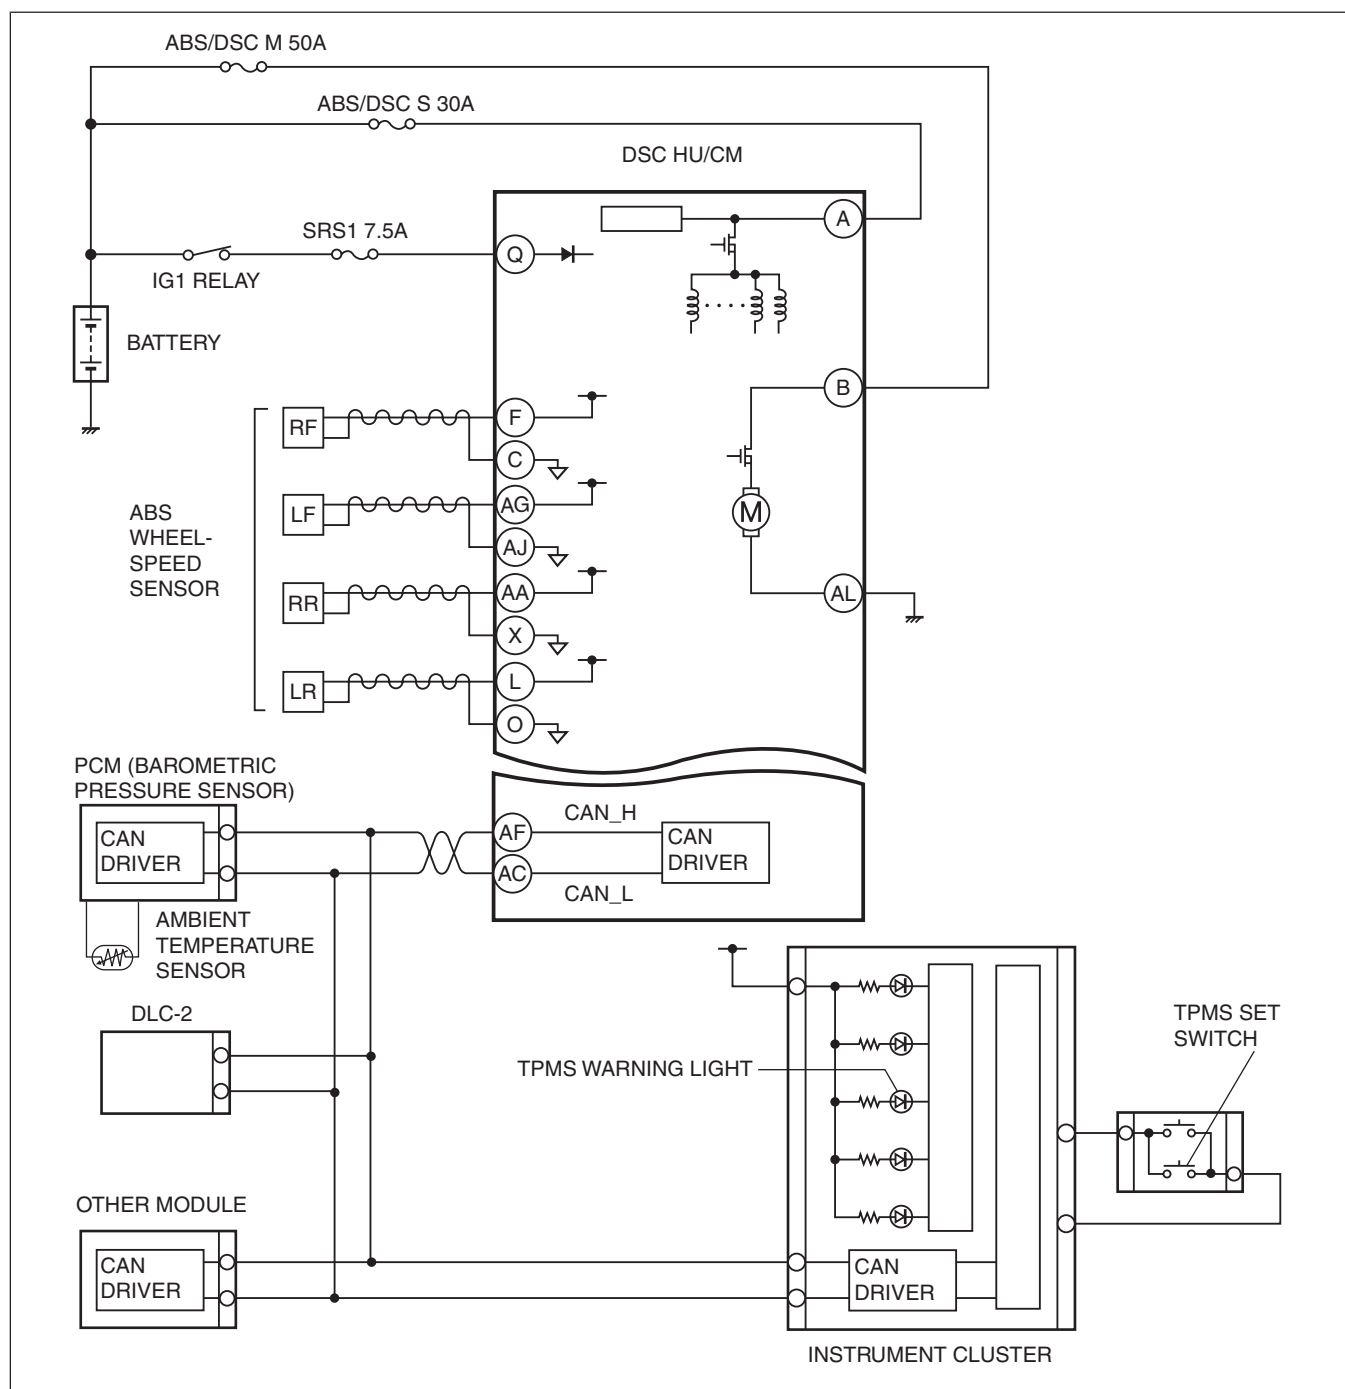 ABS/DSC M 50A
ABS/DSC S 30A
DSC HU/CM
A
SRS1 7.5A
Q
IG1 RELAY
BATTERY
B
RF
F
C
ABS
WHEEL-
SPEED
SENSOR
LF
AG
AJ
M
RR
AA
X
AL
LR
L
O
PCM (BAROMETRIC
PRESSURE SENSOR)
CAN
DRIVER
AF
CAN_H
AC
CAN_L
CAN
DRIVER
AMBIENT
TEMPERATURE
SENSOR
DLC-2
TPMS WARNING LIGHT
TPMS SET
SWITCH
OTHER MODULE
CAN
DRIVER
CAN
DRIVER
INSTRUMENT CLUSTER